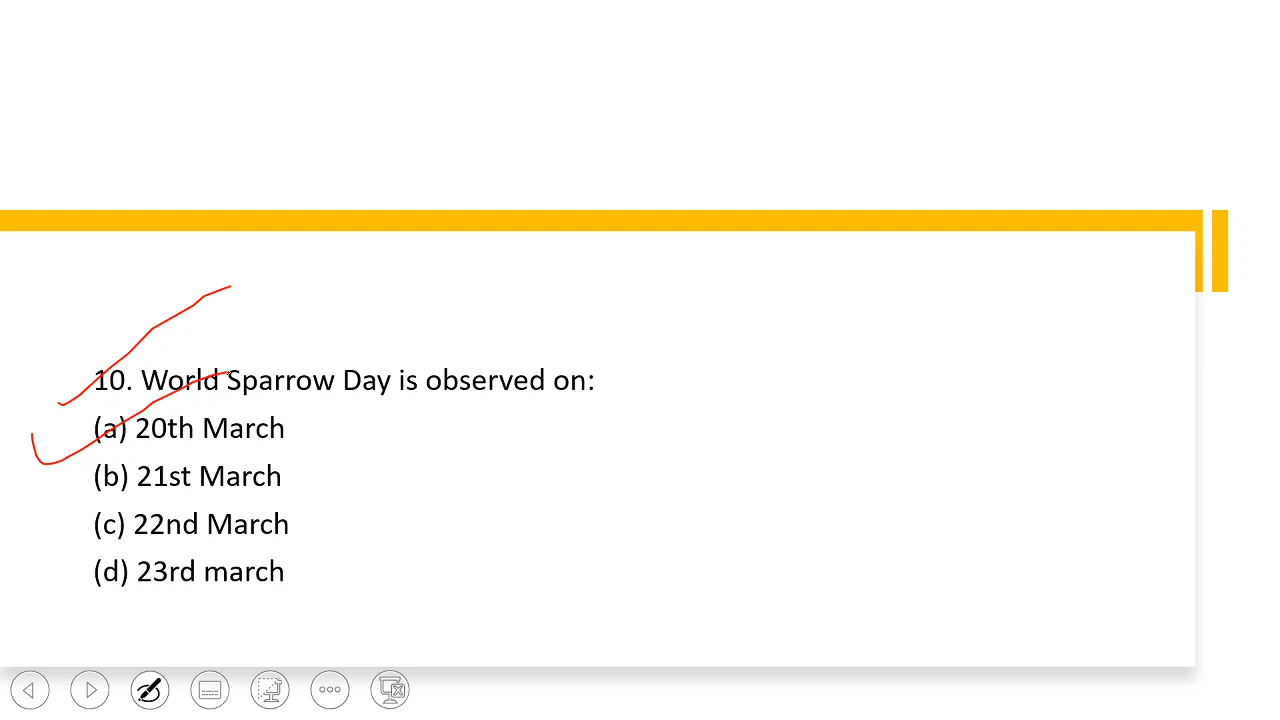 10. World Sparrow Day is observed on:
(a) 20th March
(b) 21st March
(c) 22nd March
(d) 23rd march